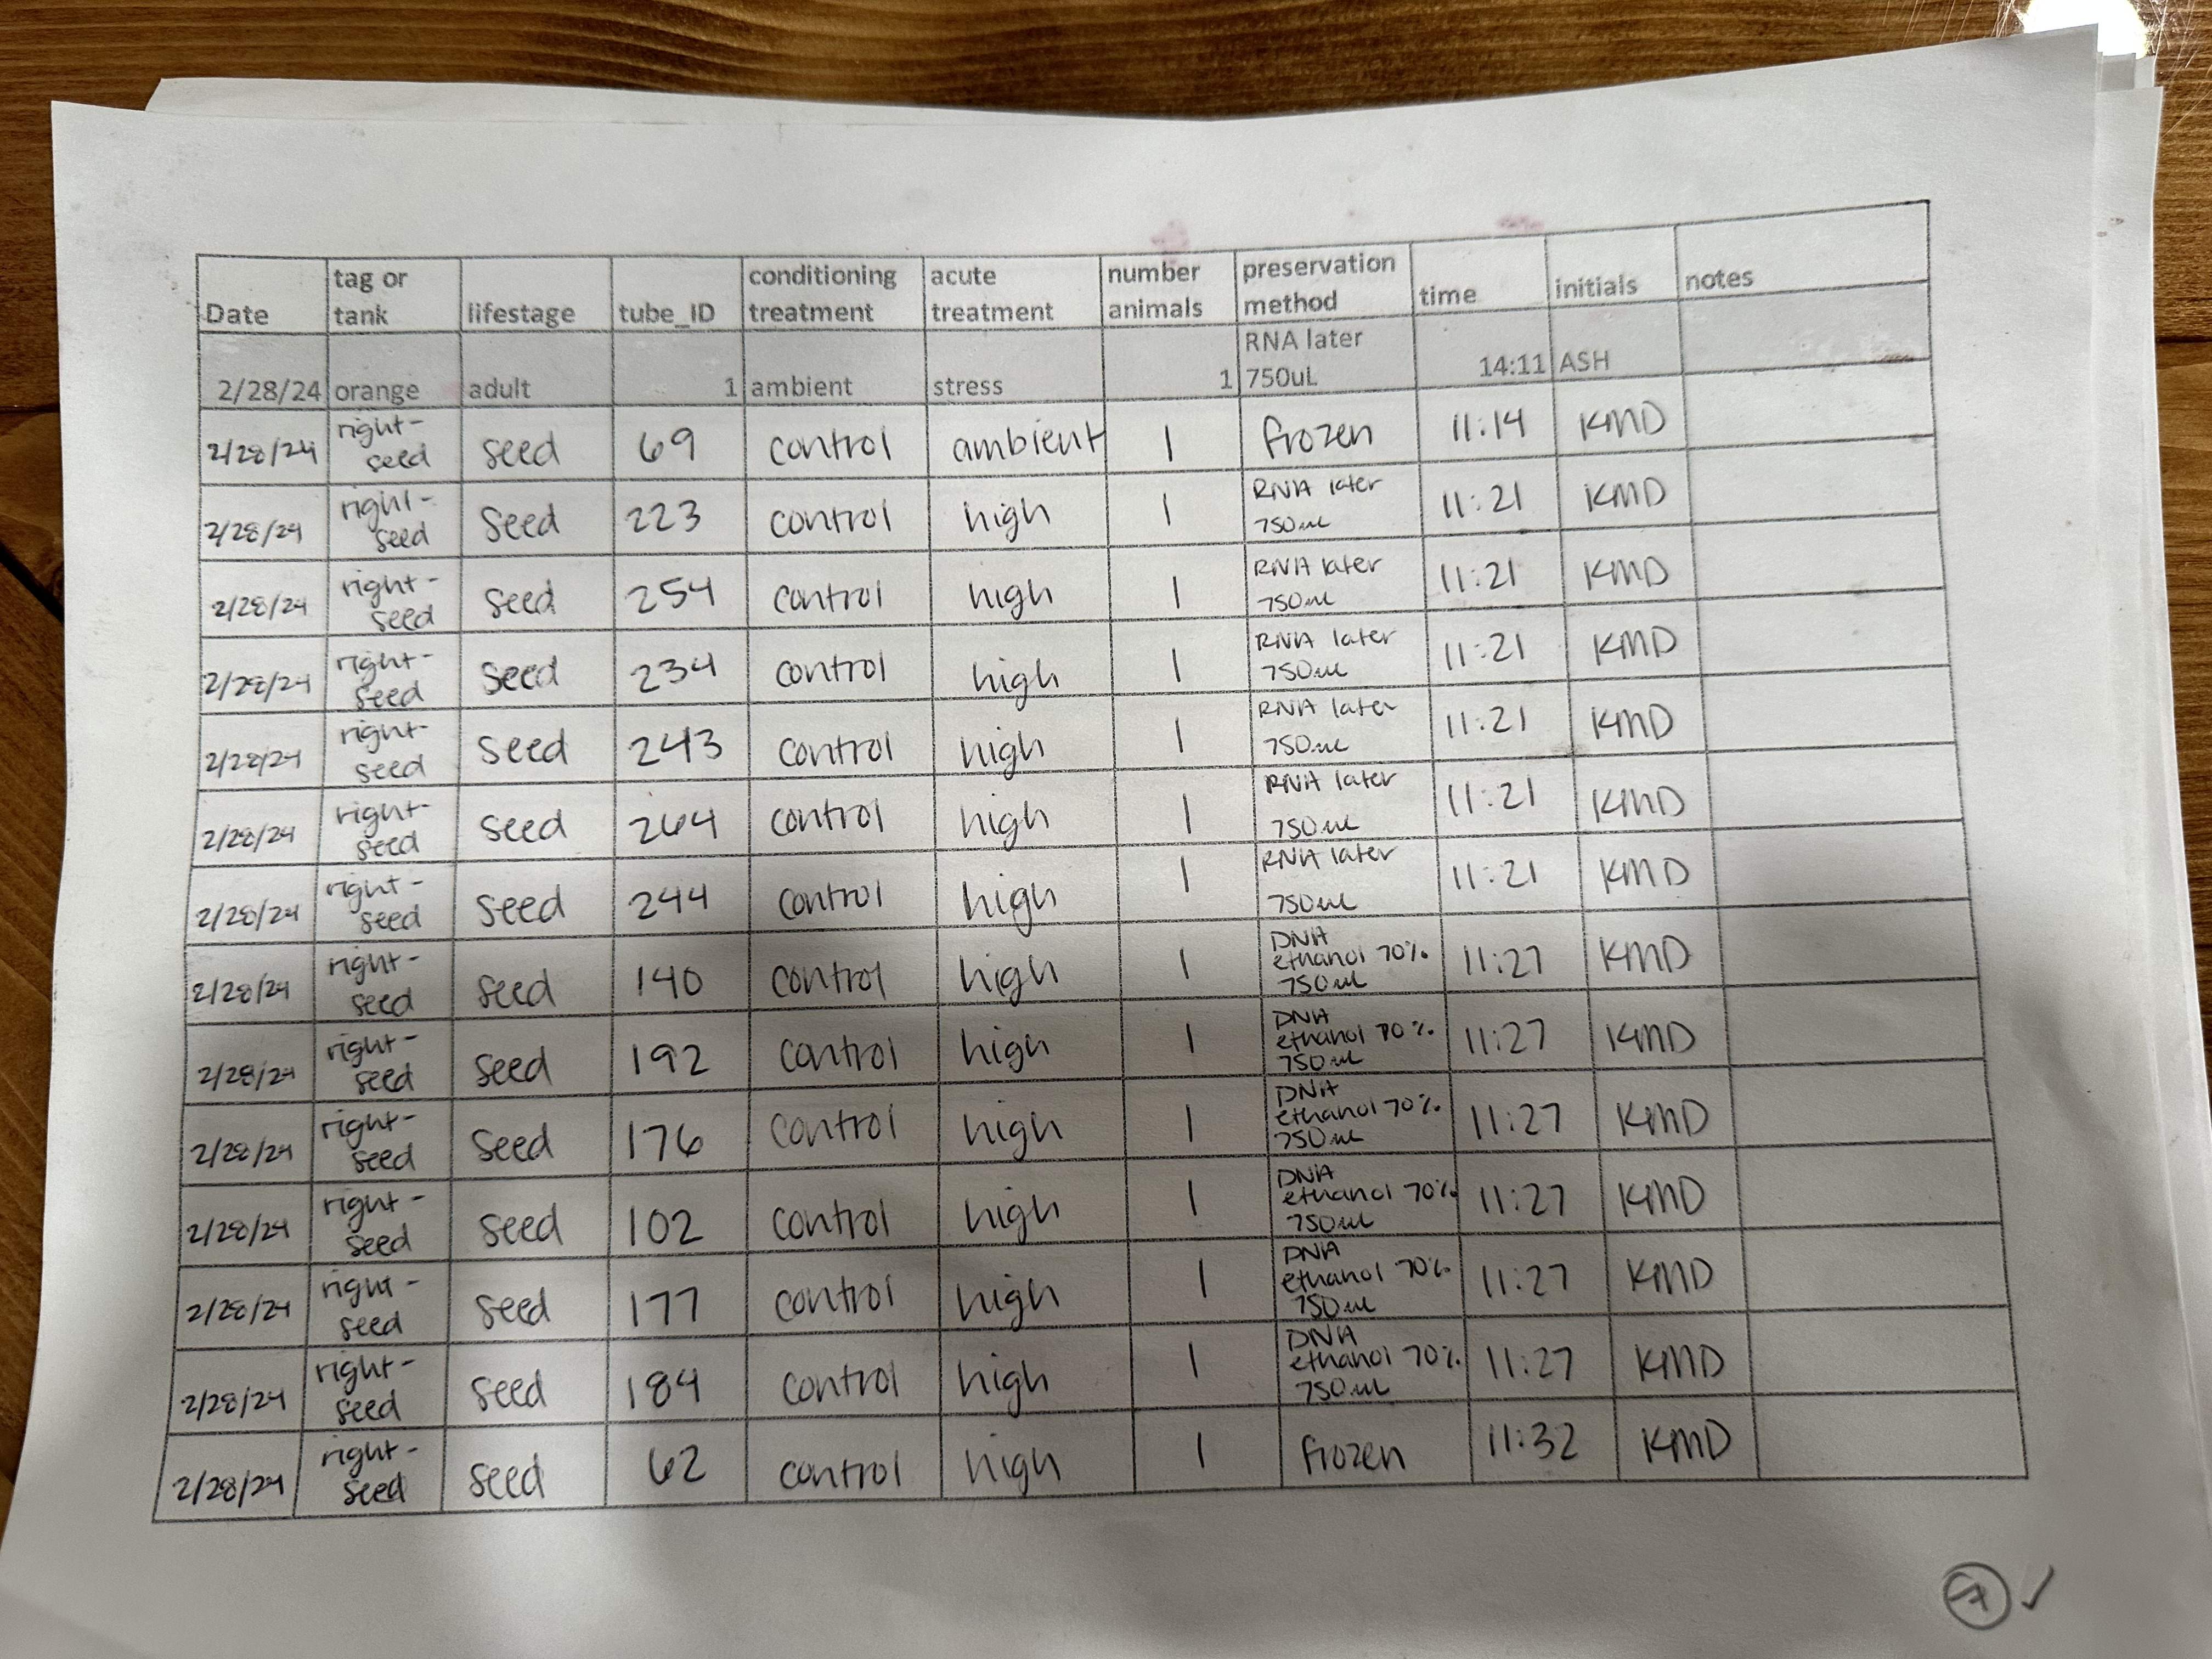 Date tag or tank lifestage tube_ID conditioning treatment acute treatment number animals preservation method time initials notes
2/28/24 orange adult 1 ambient stress 1 RNA later 750uL 14:11 ASH
2/28/24 right-seed seed 69 control ambient 1 frozen 11:14 KMD
2/28/24 right-seed seed 223 control high 1 RNA later 750uL 11:21 KMD
2/28/24 right-seed seed 254 control high 1 RNA later 750uL 11:21 KMD
2/28/24 right-seed seed 234 control high 1 RNA later 750uL 11:21 KMD
2/28/24 right-seed seed 243 control high 1 RNA later 750uL 11:21 KMD
2/28/24 right-seed seed 264 control high 1 RNA later 750uL 11:21 KMD
2/28/24 right-seed seed 244 control high 1 RNA later 750uL 11:21 KMD
2/28/24 right-seed seed 140 control high 1 DNA ethanol 70% 750uL 11:27 KMD
2/28/24 right-seed seed 192 control high 1 DNA ethanol 70% 750uL 11:27 KMD
2/28/24 right-seed seed 176 control high 1 DNA ethanol 70% 750uL 11:27 KMD
2/28/24 right-seed seed 102 control high 1 DNA ethanol 70% 750uL 11:27 KMD
2/28/24 right-seed seed 177 control high 1 DNA ethanol 70% 750uL 11:27 KMD
2/28/24 right-seed seed 184 control high 1 DNA ethanol 70% 750uL 11:27 KMD
2/28/24 right-seed seed 62 control high 1 frozen 11:32 KMD